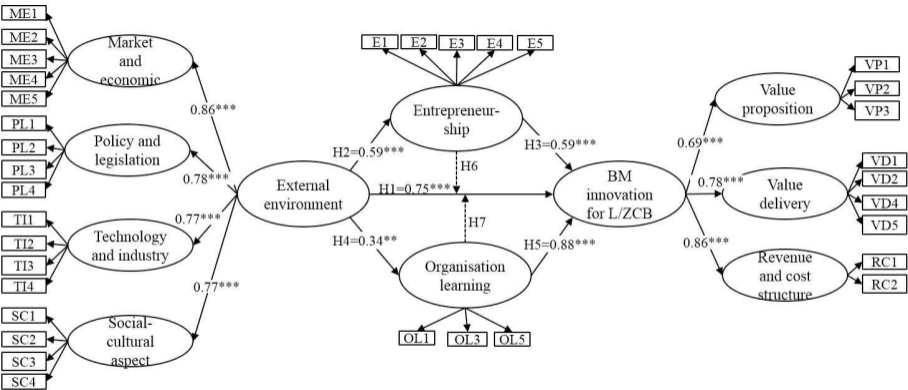 ME1
ME2
ME3
ME4
ME5
Market
and
economic
PL1
PL2
PL3
PL4
Policy and
legislation
TI1
TI2
TI3
TI4
Technology
and industry
SC1
SC2
SC3
SC4
Social-
cultural
aspect
0.86***
0.78***
0.77***
0.77***
External
environment
E1
E2
E3
E4
E5
Entrepreneur-
ship
H2=0.59***
H3=0.59***
H6
H1=0.75***
H7
H4=0.34**
H5=0.88***
Organisation
learning
OL1
OL3
OL5
BM
innovation
for L/ZCB
0.69***
0.78***
0.86***
Value
proposition
VP1
VP2
VP3
Value
delivery
VD1
VD2
VD4
VD5
Revenue
and cost
structure
RC1
RC2